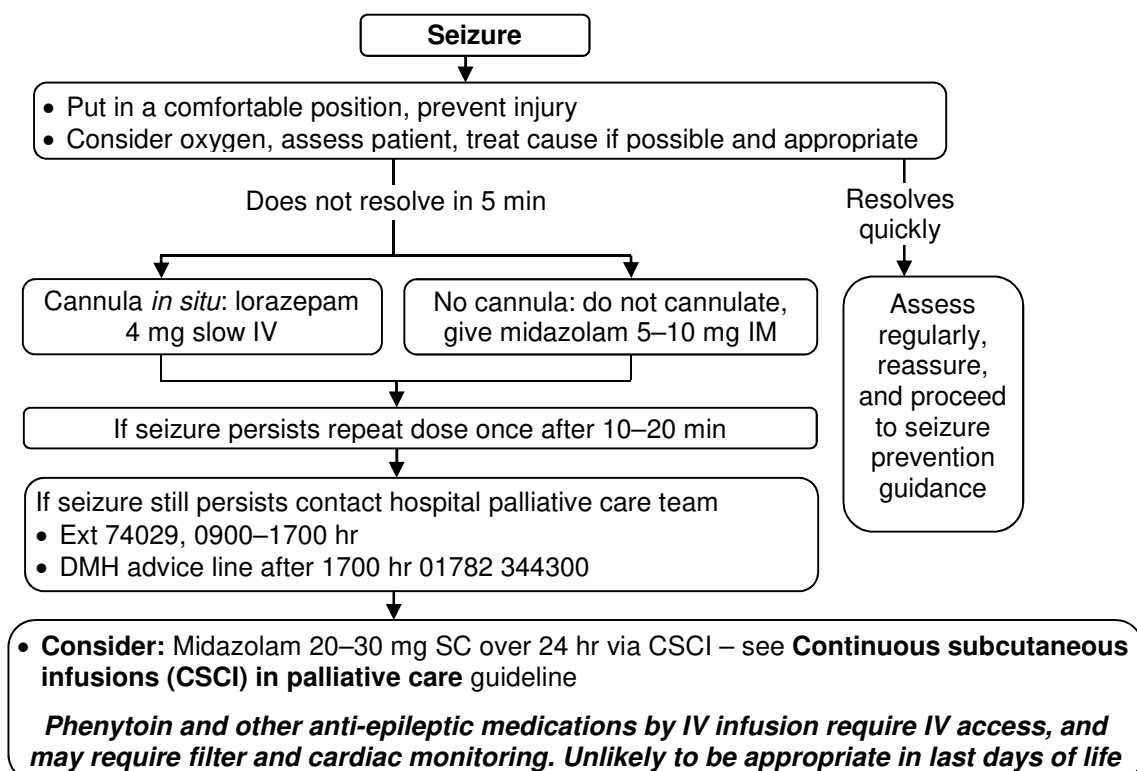 Seizure
• Put in a comfortable position, prevent injury
• Consider oxygen, assess patient, treat cause if possible and appropriate
Does not resolve in 5 min
Resolves
quickly
Cannula in situ: lorazepam
4 mg slow IV
No cannula: do not cannulate,
give midazolam 5–10 mg IM
Assess
regularly,
reassure,
and proceed
to seizure
prevention
guidance
If seizure persists repeat dose once after 10–20 min
If seizure still persists contact hospital palliative care team
• Ext 74029, 0900–1700 hr
• DMH advice line after 1700 hr 01782 344300
• Consider: Midazolam 20–30 mg SC over 24 hr via CSCI – see Continuous subcutaneous
infusions (CSCI) in palliative care guideline
Phenytoin and other anti-epileptic medications by IV infusion require IV access, and
may require filter and cardiac monitoring. Unlikely to be appropriate in last days of life